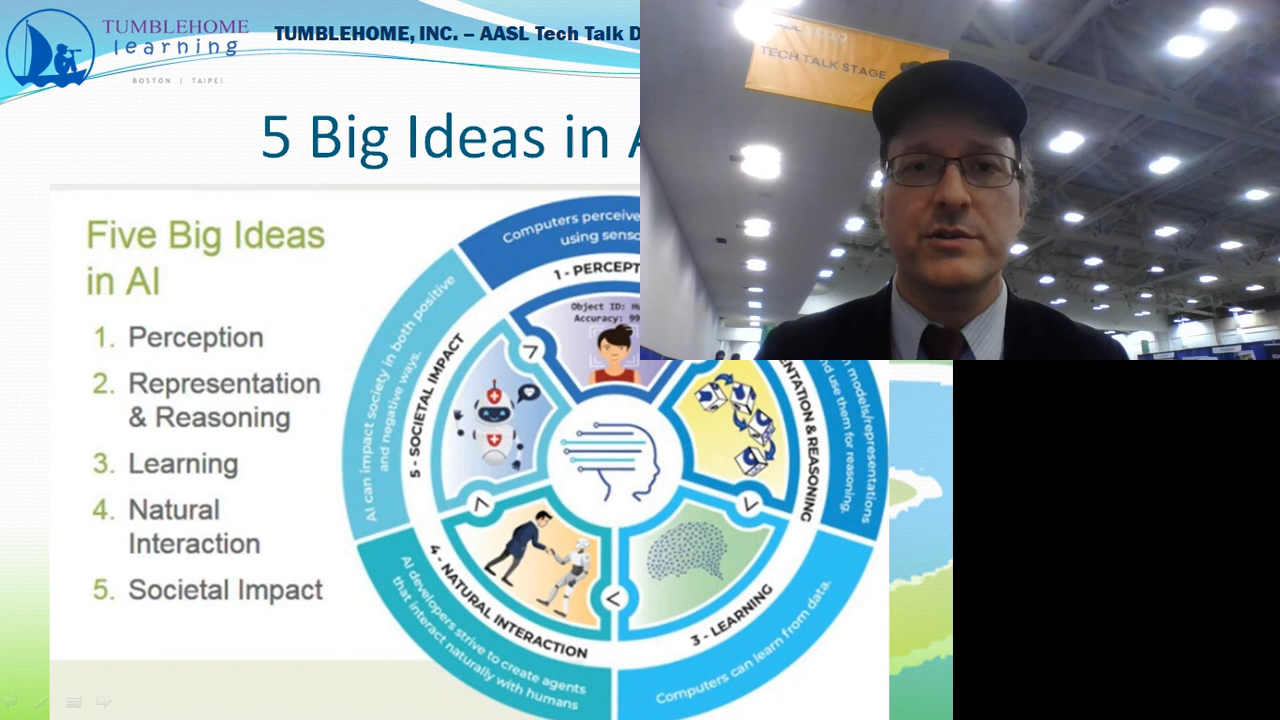 TUMBLEHOME
learning
BOSTON | TAIPEI
TUMBLEHOME, INC. – AASL Tech Talk
5 Big Ideas in
TECH TALK STAGE
Five Big Ideas
in AI
1. Perception
2. Representation
& Reasoning
3. Learning
4. Natural
Interaction
5. Societal Impact
Computers perceive
using
1 - PERCEPT
Object ID:
Accuracy: 99
ENTATION & REASONING
models/representations
and use them for reasoning.
3 - LEARNING
Computers can learn from data.
4 - NATURAL INTERACTION
AI developers strive to create agents
that interact naturally with humans
5 - SOCIETAL IMPACT
AI can impact society in both positive
and negative ways.